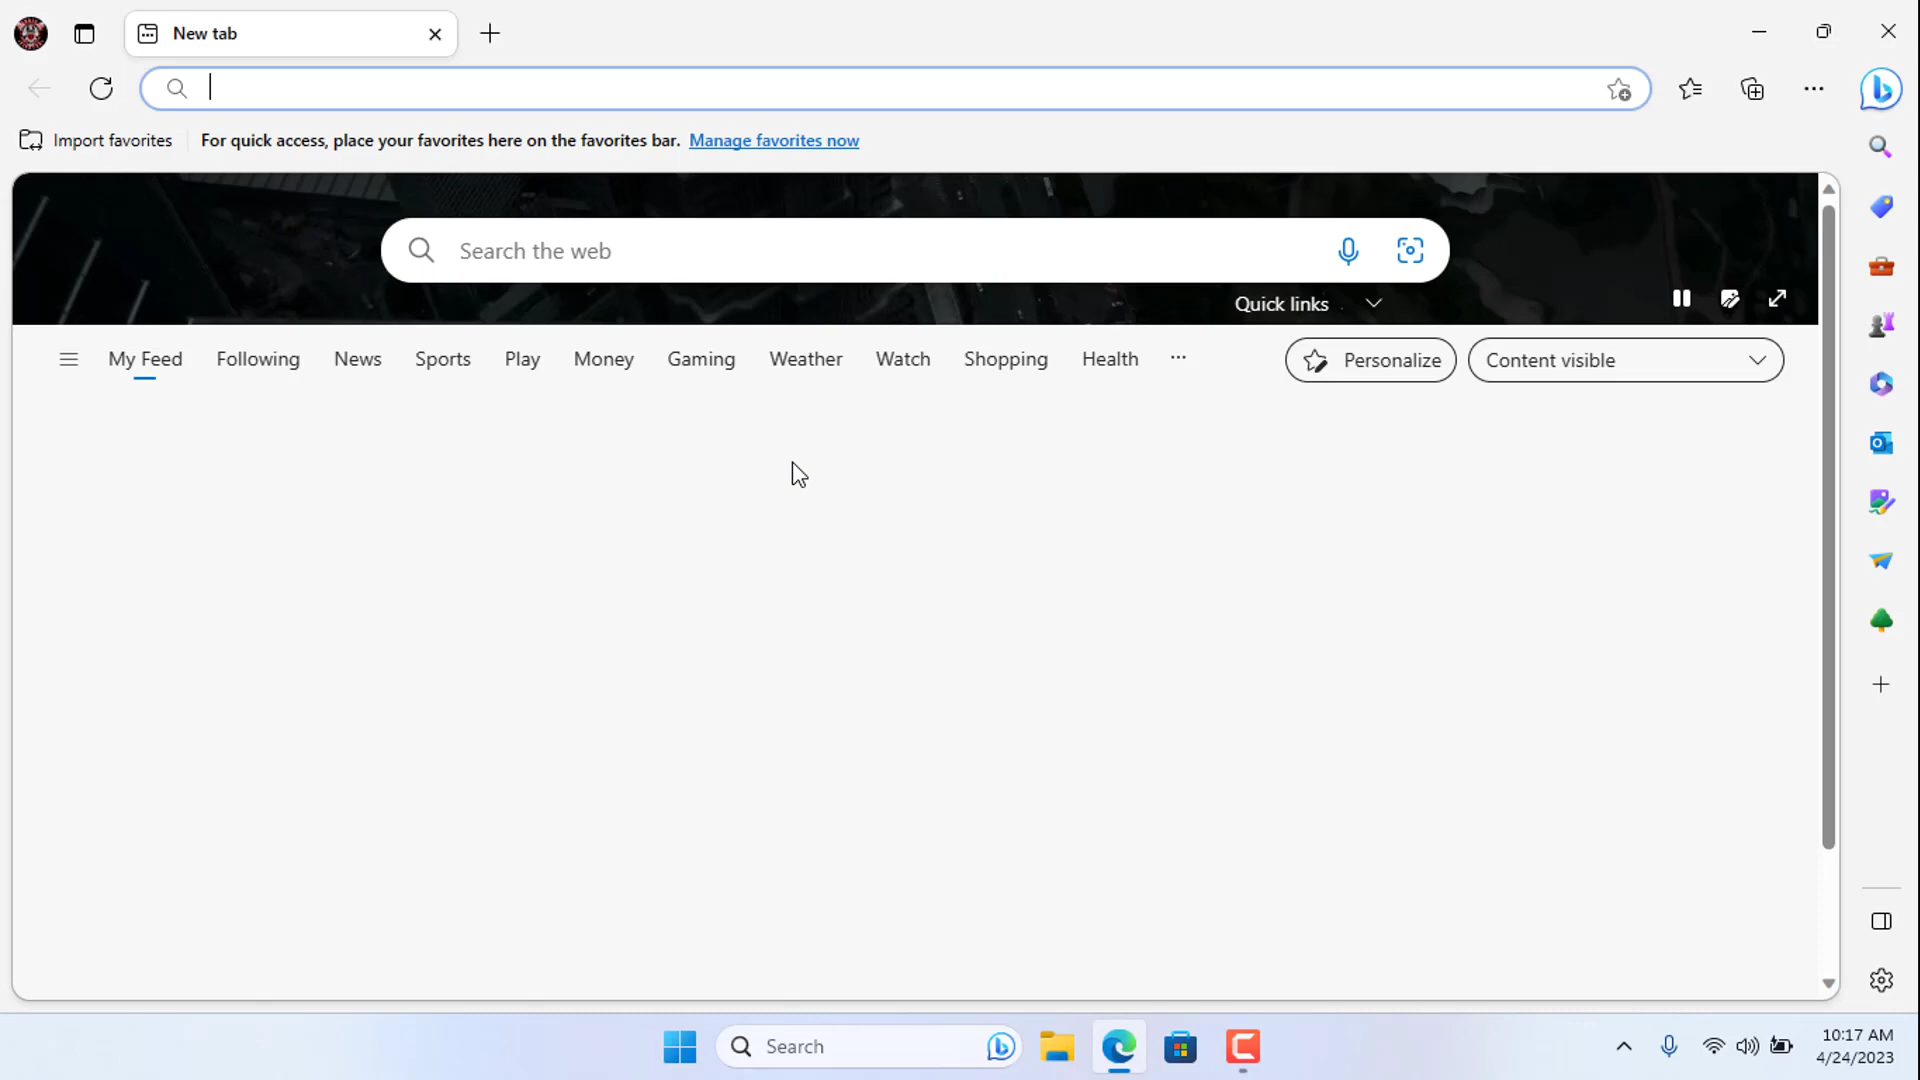 New tab
Import favorites
For quick access, place your favorites here on the favorites bar. Manage favorites now
Search the web
Quick links
My Feed Following News Sports Play Money Gaming Weather Watch Shopping Health ...
Personalize
Content visible
Search
10:17 AM
4/24/2023